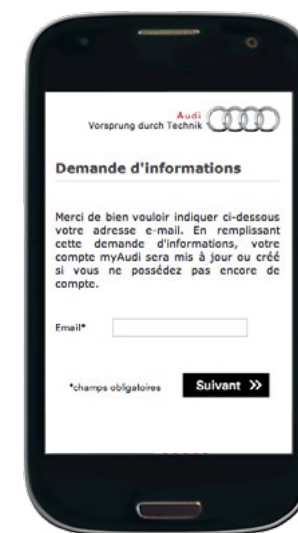 Audi
Vorsprung durch Technik
Demande d'informations
Merci de bien vouloir indiquer ci-dessous
votre adresse e-mail. En remplissant
cette demande d'informations, votre
compte myAudi sera mis à jour ou créé
si vous ne possédez pas encore de
compte.
Email*
*champs obligatoires
Suivant >>